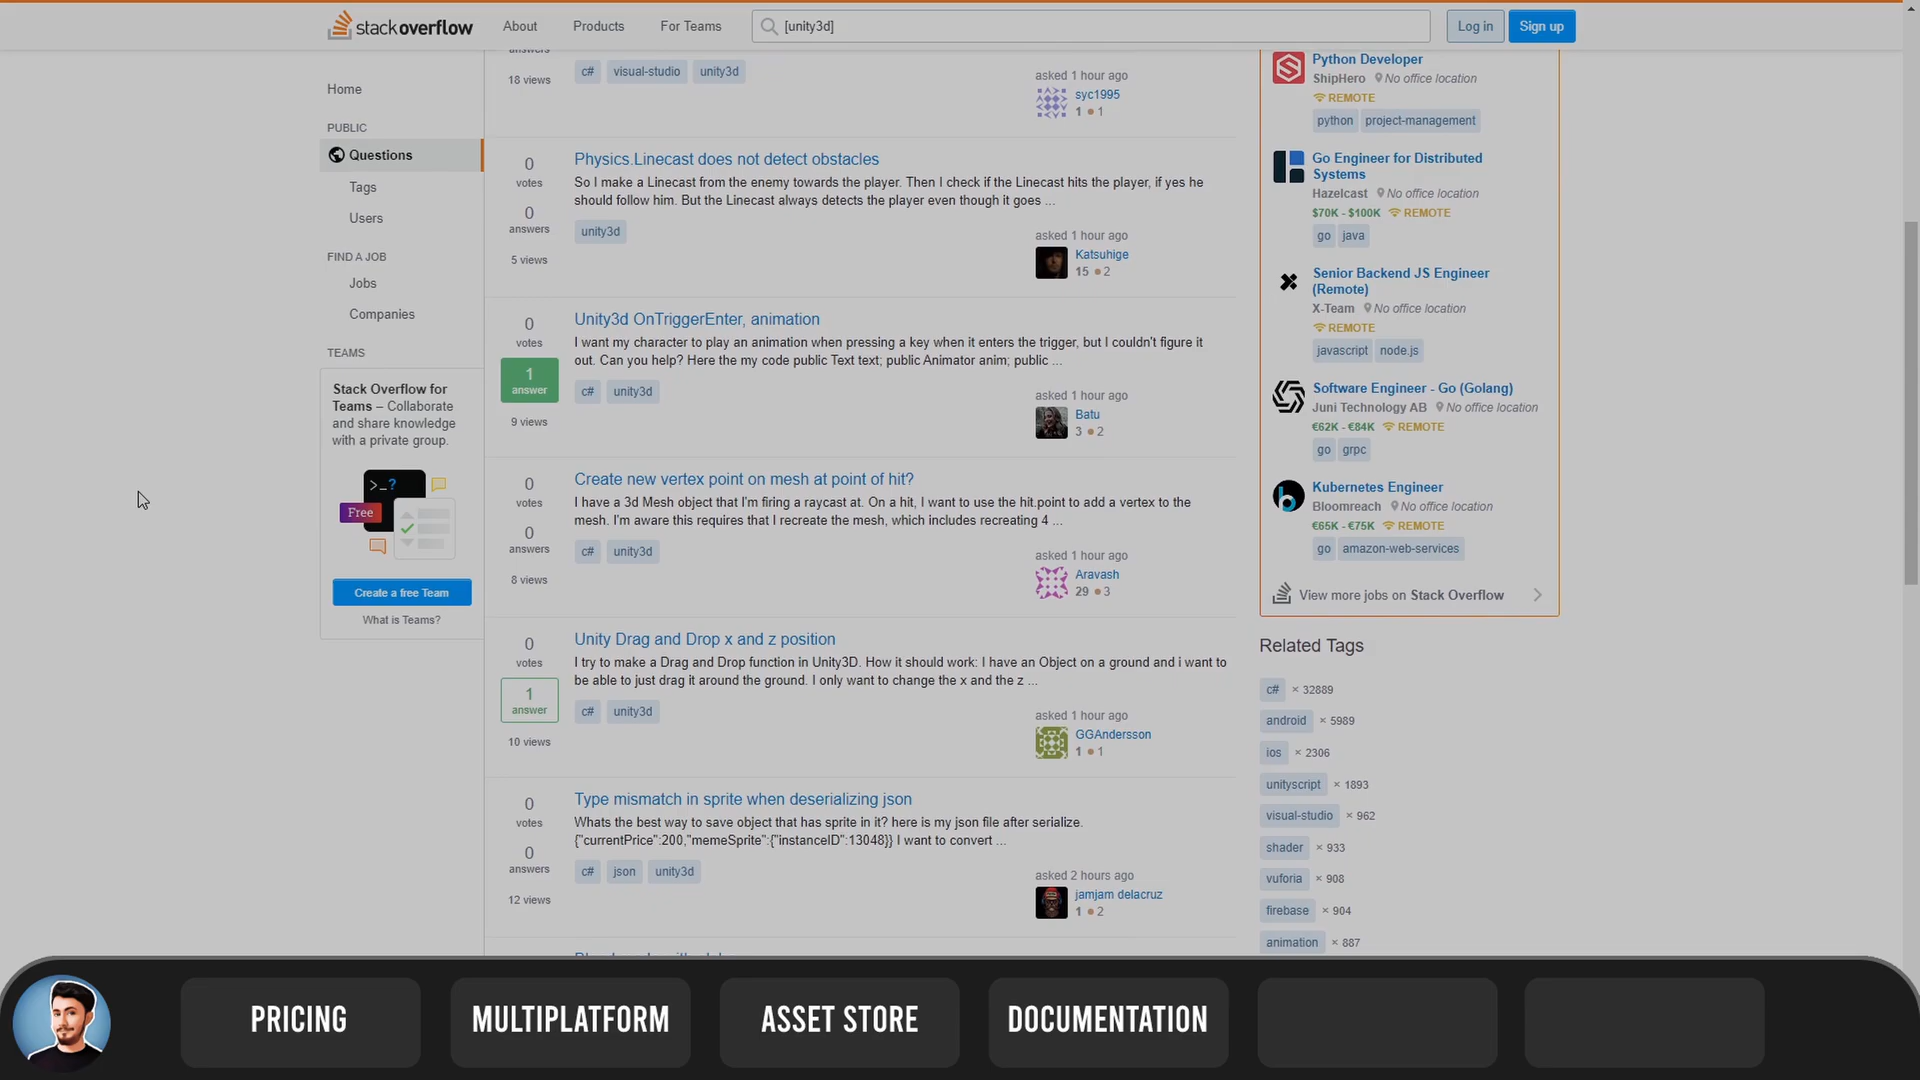 stackoverflow
About
Products
For Teams
[unity3d]
Log in
Sign up
Home
PUBLIC
Questions
Tags
Users
FIND A JOB
Jobs
Companies
TEAMS
Stack Overflow for
Teams – Collaborate
and share knowledge
with a private group.
>_?
Free
Create a free Team
What is Teams?
answers
18 views
c# visual-studio unity3d
asked 1 hour ago
syc1995
1 ● 1
0
votes
0
answers
5 views
Physics.Linecast does not detect obstacles
So I make a Linecast from the enemy towards the player. Then I check if the Linecast hits the player, if yes he
should follow him. But the Linecast always detects the player even though it goes ...
unity3d
asked 1 hour ago
Katsuhige
15 ● 2
0
votes
1
answer
9 views
Unity3d OnTriggerEnter, animation
I want my character to play an animation when pressing a key when it enters the trigger, but I couldn't figure it
out. Can you help? Here the my code public Text text; public Animator anim; public ...
c# unity3d
asked 1 hour ago
Batu
3 ● 2
0
votes
0
answers
8 views
Create new vertex point on mesh at point of hit?
I have a 3d Mesh object that I'm firing a raycast at. On a hit, I want to use the hit.point to add a vertex to the
mesh. I'm aware this requires that I recreate the mesh, which includes recreating 4 ...
c# unity3d
asked 1 hour ago
Aravash
29 ● 3
0
votes
1
answer
10 views
Unity Drag and Drop x and z position
I try to make a Drag and Drop function in Unity3D. How it should work: I have an Object on a ground and i want to
be able to just drag it around the ground. I only want to change the x and the z ...
c# unity3d
asked 1 hour ago
GGAndersson
1 ● 1
0
votes
0
answers
12 views
Type mismatch in sprite when deserializing json
Whats the best way to save object that has sprite in it? here is my json file after serialize.
{"currentPrice":200,"memeSprite":{"instanceID":13048}} I want to convert ...
c# json unity3d
asked 2 hours ago
jamjam delacruz
1 ● 2
Python Developer
ShipHero No office location
REMOTE
python project-management
Go Engineer for Distributed
Systems
Hazelcast No office location
$70K - $100K REMOTE
go java
Senior Backend JS Engineer
(Remote)
X-Team No office location
REMOTE
javascript node.js
Software Engineer - Go (Golang)
Juni Technology AB No office location
€62K - €84K REMOTE
go grpc
Kubernetes Engineer
Bloomreach No office location
€65K - €75K REMOTE
go amazon-web-services
View more jobs on Stack Overflow
Related Tags
c# × 32889
android × 5989
ios × 2306
unityscript × 1893
visual-studio × 962
shader × 933
vuforia × 908
firebase × 904
animation × 887
PRICING
MULTIPLATFORM
ASSET STORE
DOCUMENTATION